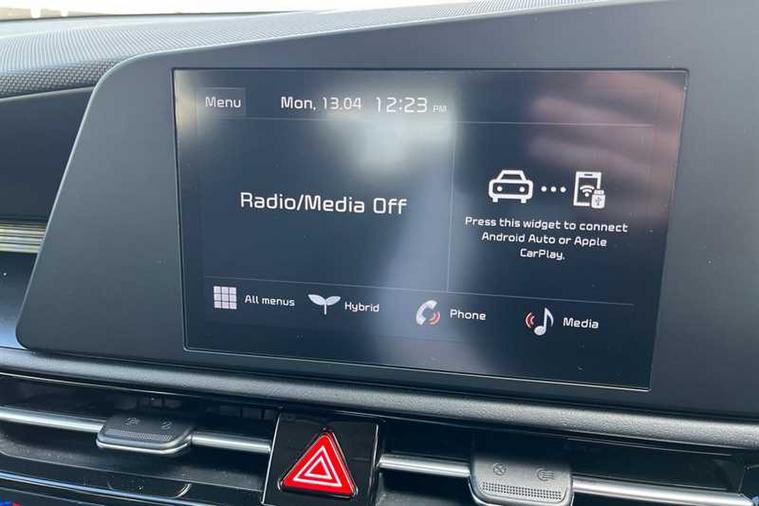 Menu
Mon, 13.04 12:23 PM
Radio/Media Off
Press this widget to connect
Android Auto or Apple
CarPlay.
All menus
Hybrid
Phone
Media